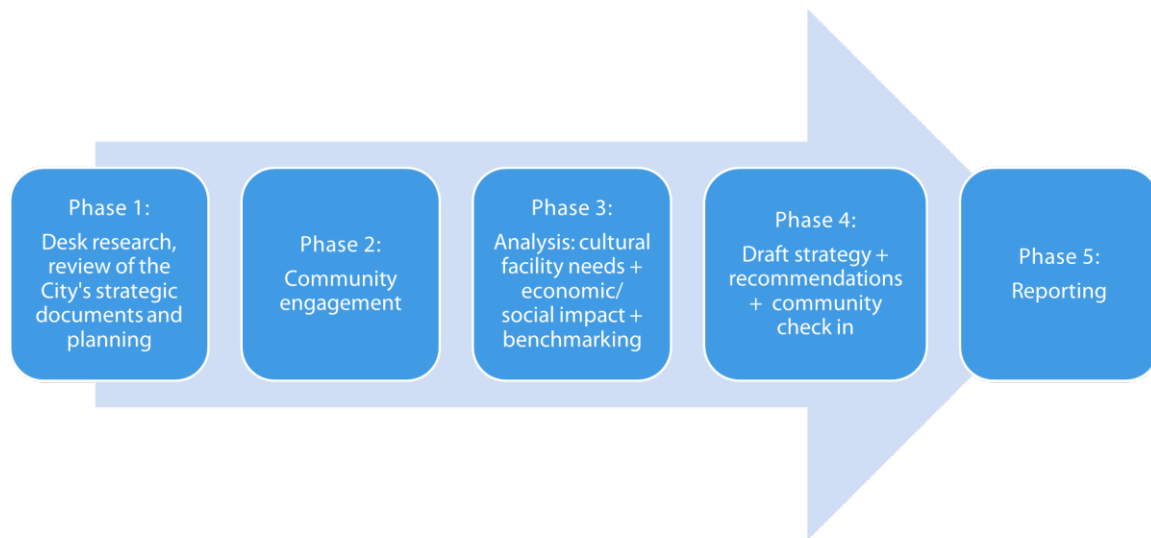 Phase 1:
Desk research,
review of the
City's strategic
documents and
planning
Phase 2:
Community
engagement
Phase 3:
Analysis: cultural
facility needs +
economic/
social impact +
benchmarking
Phase 4:
Draft strategy +
recommendations
+ community
check in
Phase 5:
Reporting